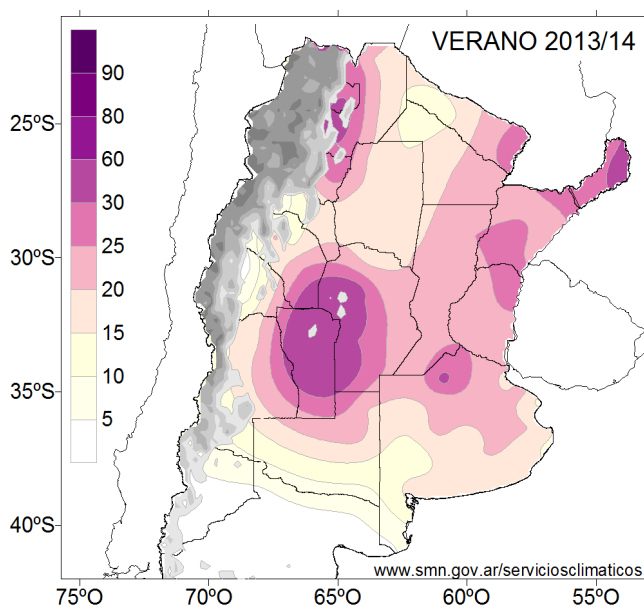 VERANO 2013/14
90
80
60
30
25
20
15
10
5
25ºS
30ºS
35ºS
40ºS
www.smn.gov.ar/serviciosclimaticos
75ºO 70ºO 65ºO 60ºO 55ºO